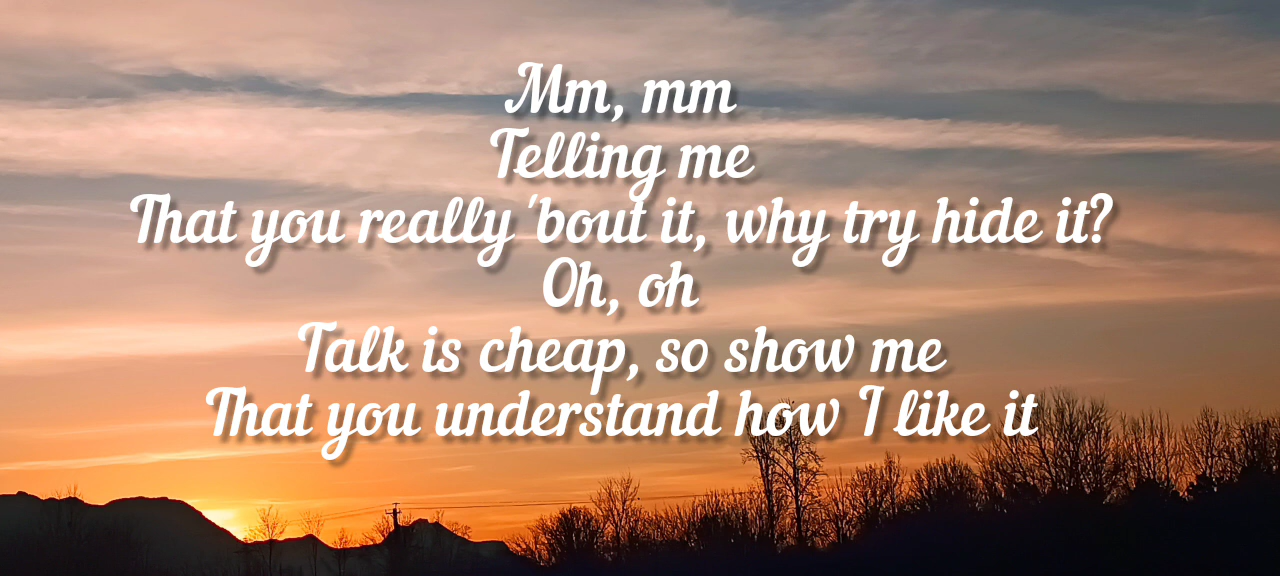 Mm, mm
Telling me
That you really 'bout it, why try hide it?
Oh, oh
Talk is cheap, so show me
That you understand how I like it